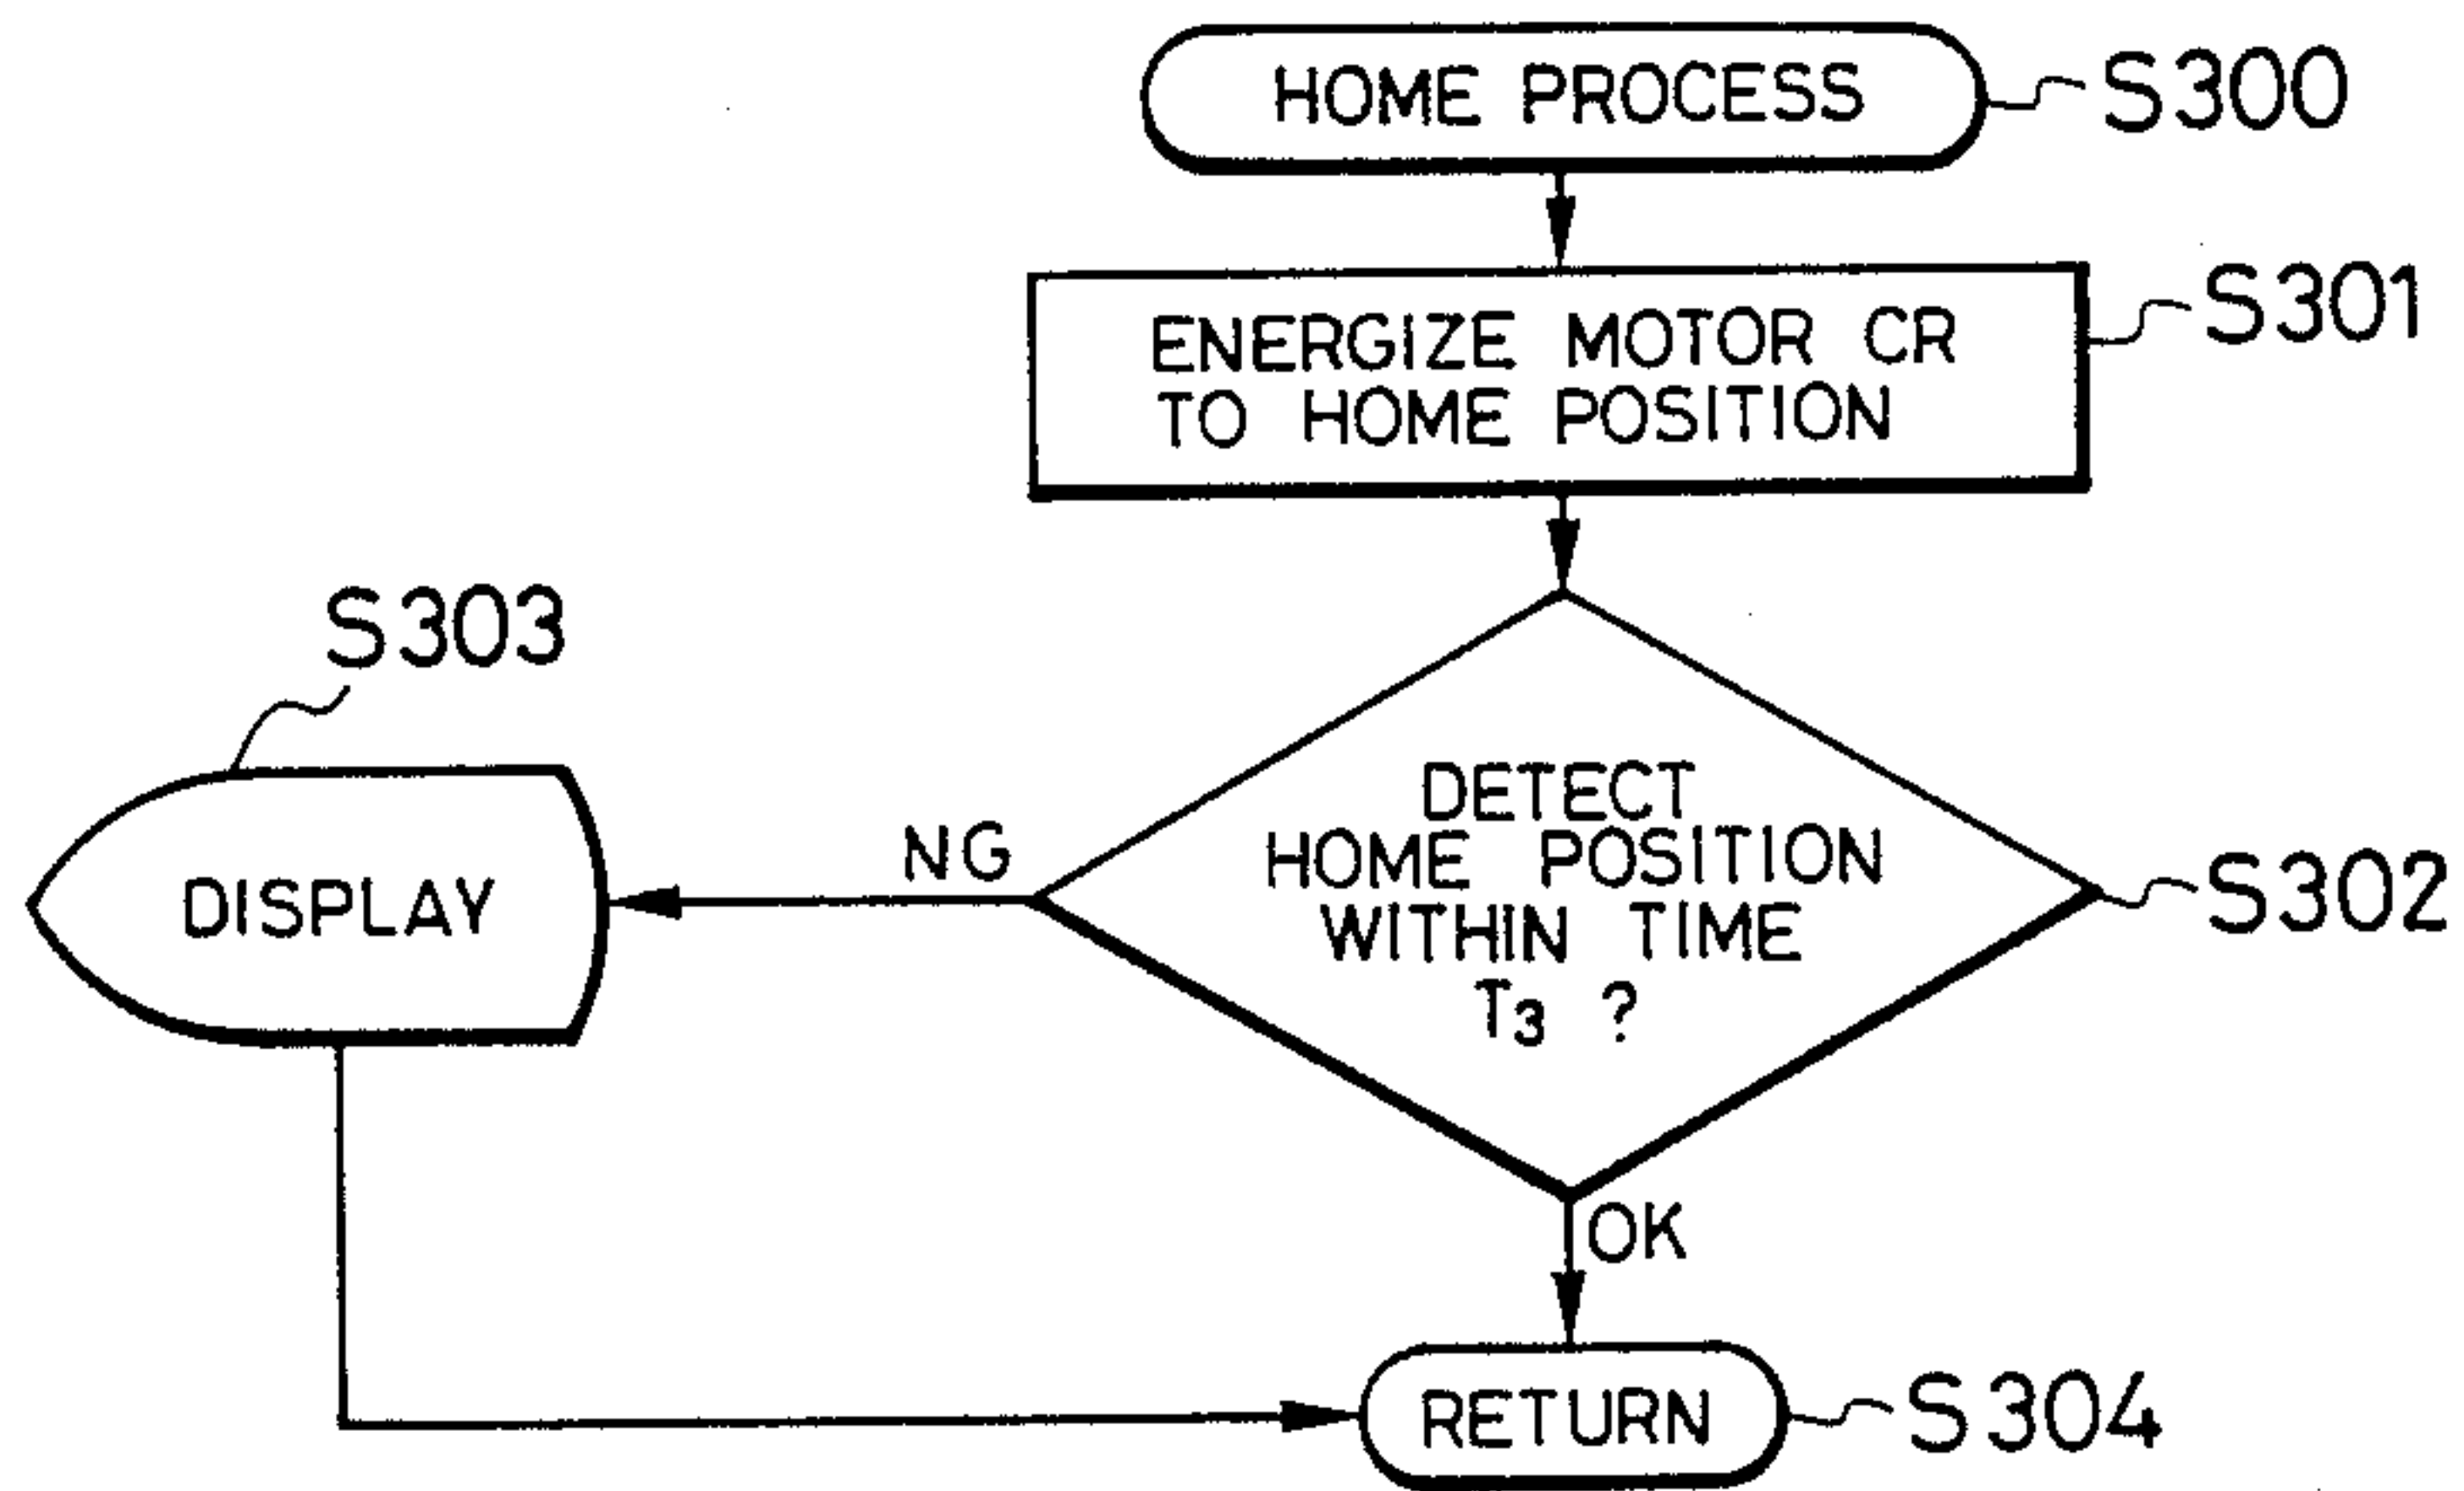 HOME PROCESS
S300
ENERGIZE MOTOR CR
TO HOME POSITION
S301
DETECT
HOME POSITION
WITHIN TIME
T3 ?
S302
NG
S303
DISPLAY
OK
RETURN
S304